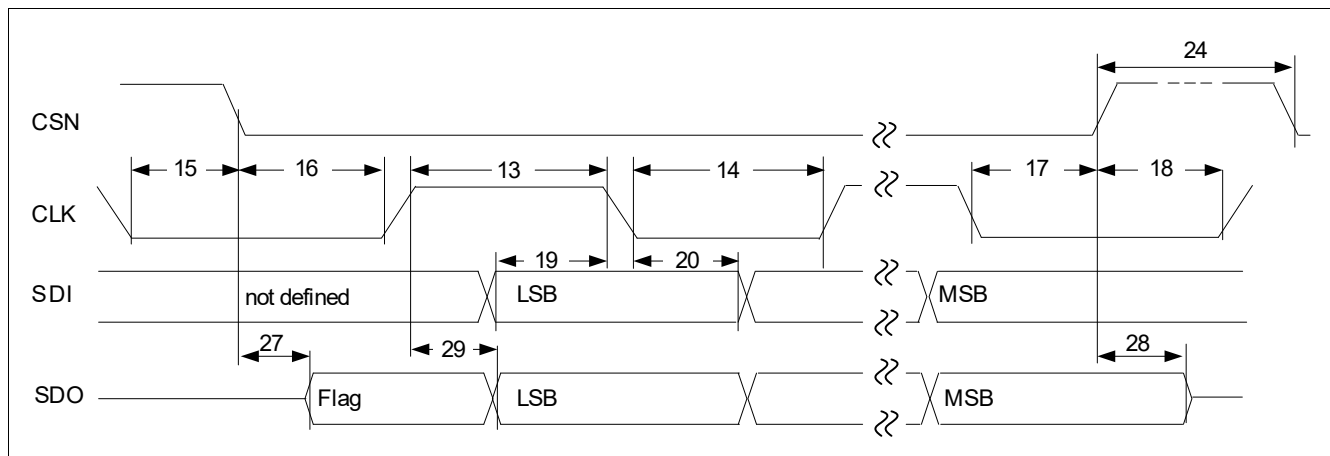 24
CSN
15 16 13 14 17 18
CLK
19 20
SDI not defined LSB MSB
27 29 28
SDO Flag LSB MSB